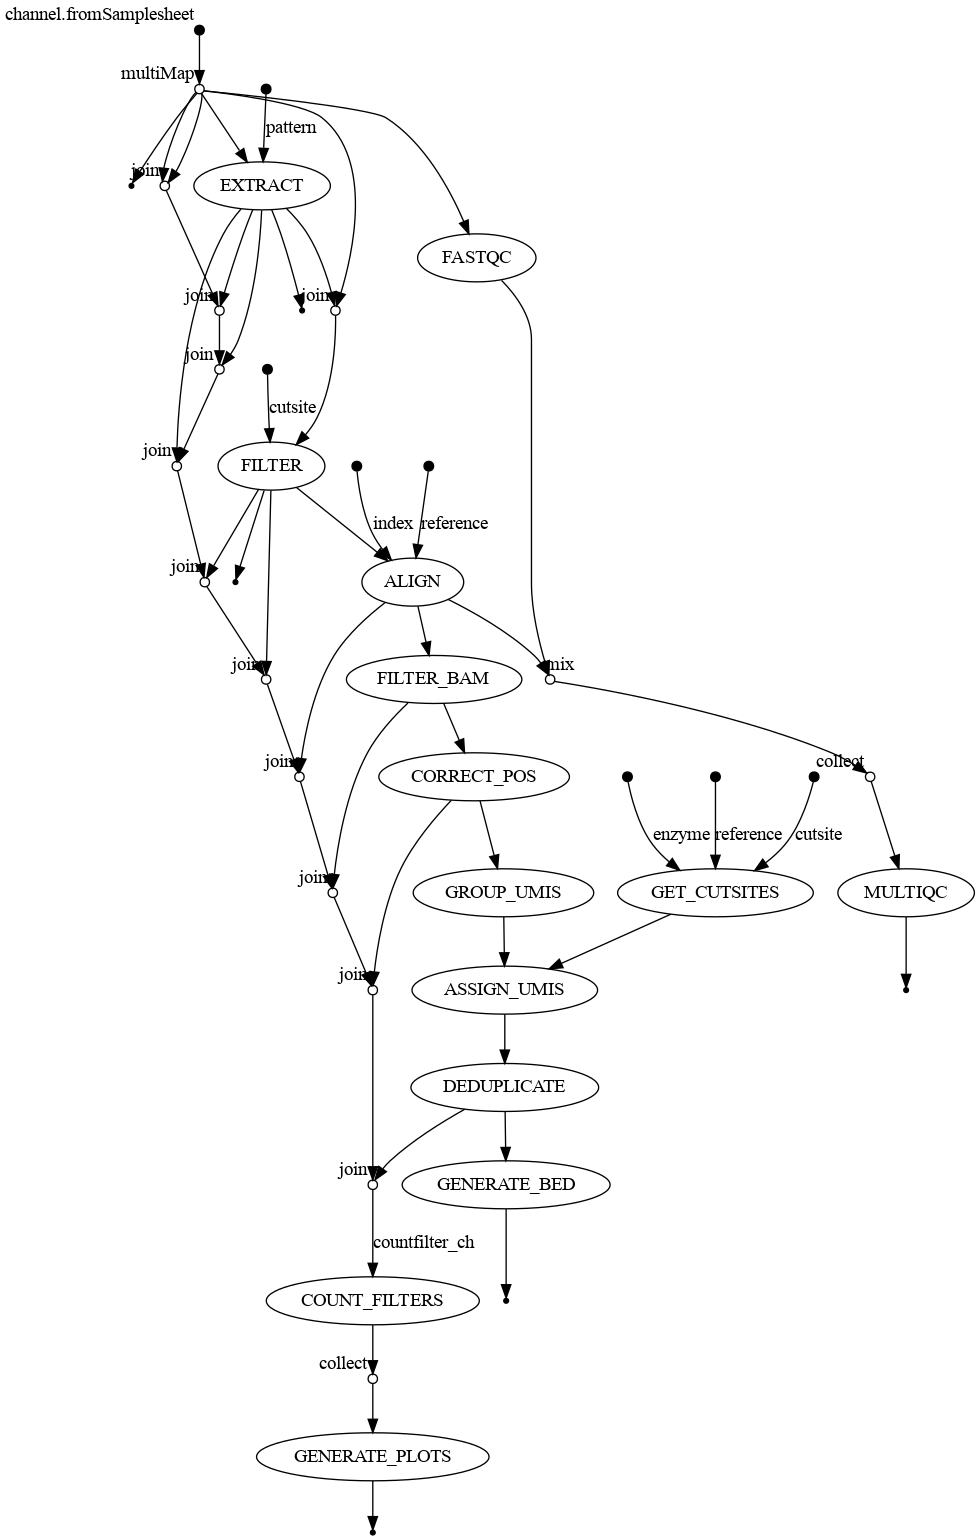 channel.fromSamplesheet
multiMap
pattern
join
EXTRACT
FASTQC
join
join
join
cutsite
join
FILTER
index
reference
join
ALIGN
join
FILTER_BAM
mix
join
CORRECT_POS
collect
enzyme
reference
cutsite
join
GROUP_UMIS
GET_CUTSITES
MULTIQC
join
ASSIGN_UMIS
DEDUPLICATE
join
GENERATE_BED
countfilter_ch
COUNT_FILTERS
collect
GENERATE_PLOTS